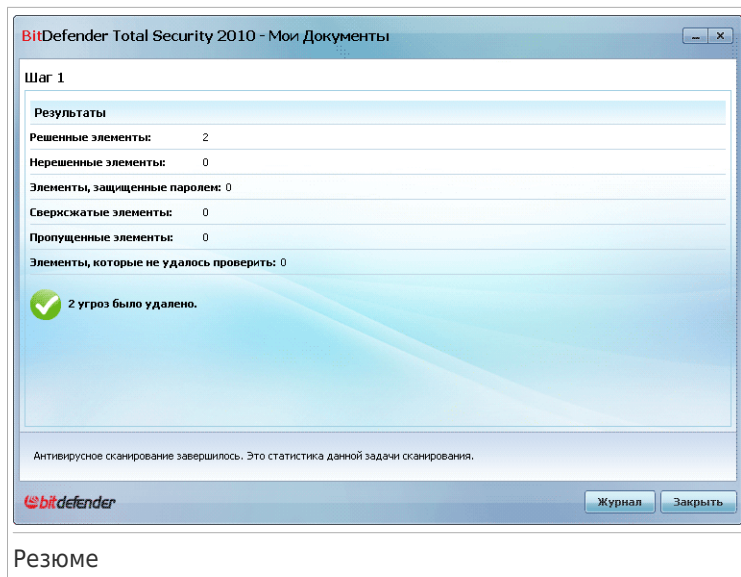 BitDefender Total Security 2010 - Мои Документы
Шаг 1
Результаты
Решенные элементы: 2
Нерешенные элементы: 0
Элементы, защищенные паролем: 0
Сверхсжатые элементы: 0
Пропущенные элементы: 0
Элементы, которые не удалось проверить: 0
2 угроз было удалено.
Антивирусное сканирование завершилось. Это статистика данной задачи сканирования.
bitdefender
Журнал Закрыть
Резюме